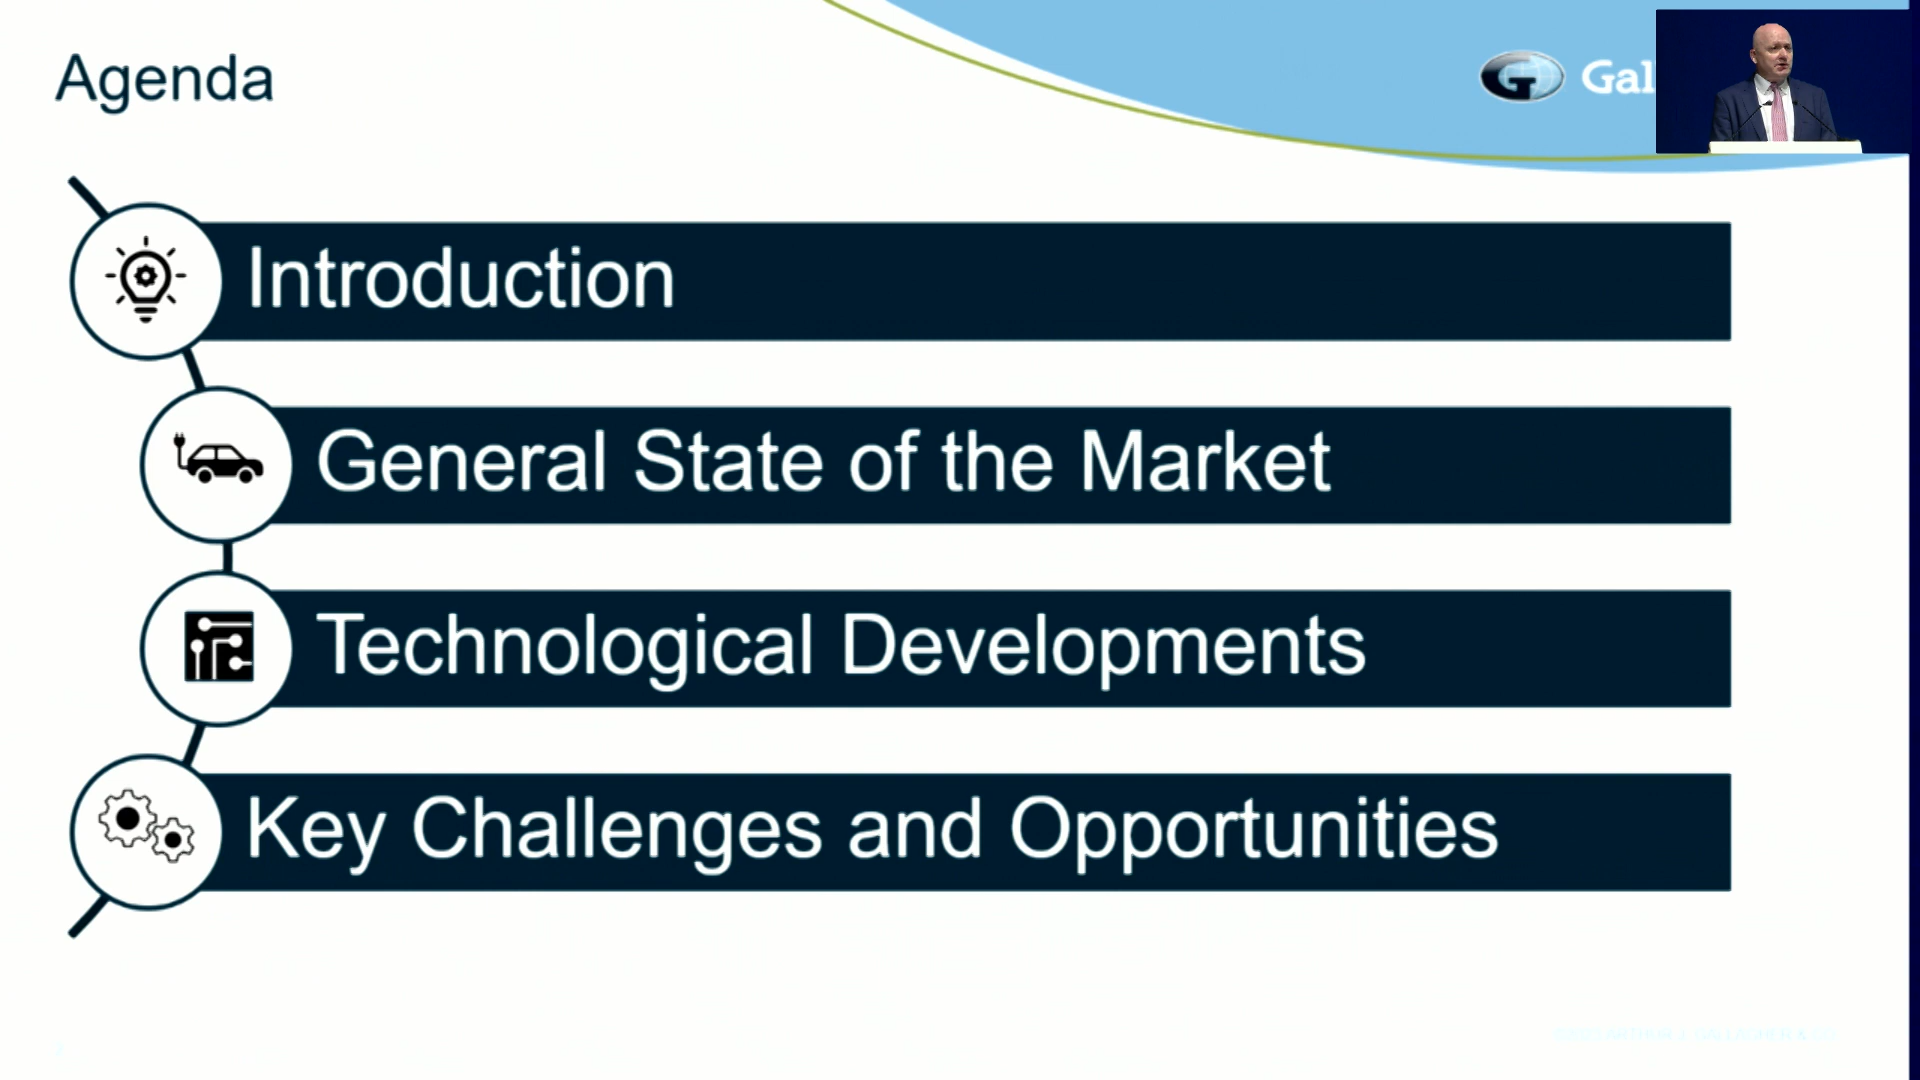 Agenda
Gal
Introduction
General State of the Market
Technological Developments
Key Challenges and Opportunities